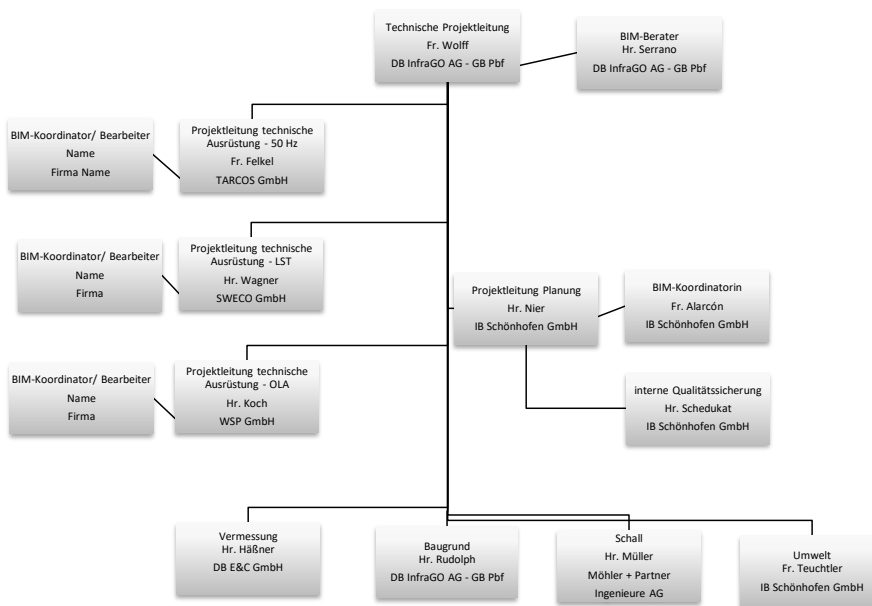 Technische Projektleitung
Fr. Wolff
DB InfraGO AG - GB Pbf
BIM-Berater
Hr. Serrano
DB InfraGO AG - GB Pbf
BIM-Koordinator/ Bearbeiter
Name
Firma Name
Projektleitung technische
Ausrüstung - 50 Hz
Fr. Felkel
TARCOS GmbH
BIM-Koordinator/ Bearbeiter
Name
Firma
Projektleitung technische
Ausrüstung - LST
Hr. Wagner
SWECO GmbH
Projektleitung Planung
Hr. Nier
IB Schönhofen GmbH
BIM-Koordinatorin
Fr. Alarcón
IB Schönhofen GmbH
BIM-Koordinator/ Bearbeiter
Name
Firma
Projektleitung technische
Ausrüstung - OLA
Hr. Koch
WSP GmbH
interne Qualitätssicherung
Hr. Schedukat
IB Schönhofen GmbH
Vermessung
Hr. Häßner
DB E&C GmbH
Baugrund
Hr. Rudolph
DB InfraGO AG - GB Pbf
Schall
Hr. Müller
Möhler + Partner
Ingenieure AG
Umwelt
Fr. Teuchtler
IB Schönhofen GmbH